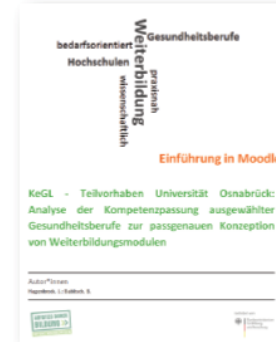 Gesundheitsberufe
bedarfsorientiert
Weiterbildung
Hochschulen
praxisnah
wissenschaftlich
Einführung in Moodle
KeGL - Teilvorhaben Universität Osnabrück:
Analyse der Kompetenzpassung ausgewählter
Gesundheitsberufe zur passgenauen Konzeption
von Weiterbildungsmodulen
Autor*innen